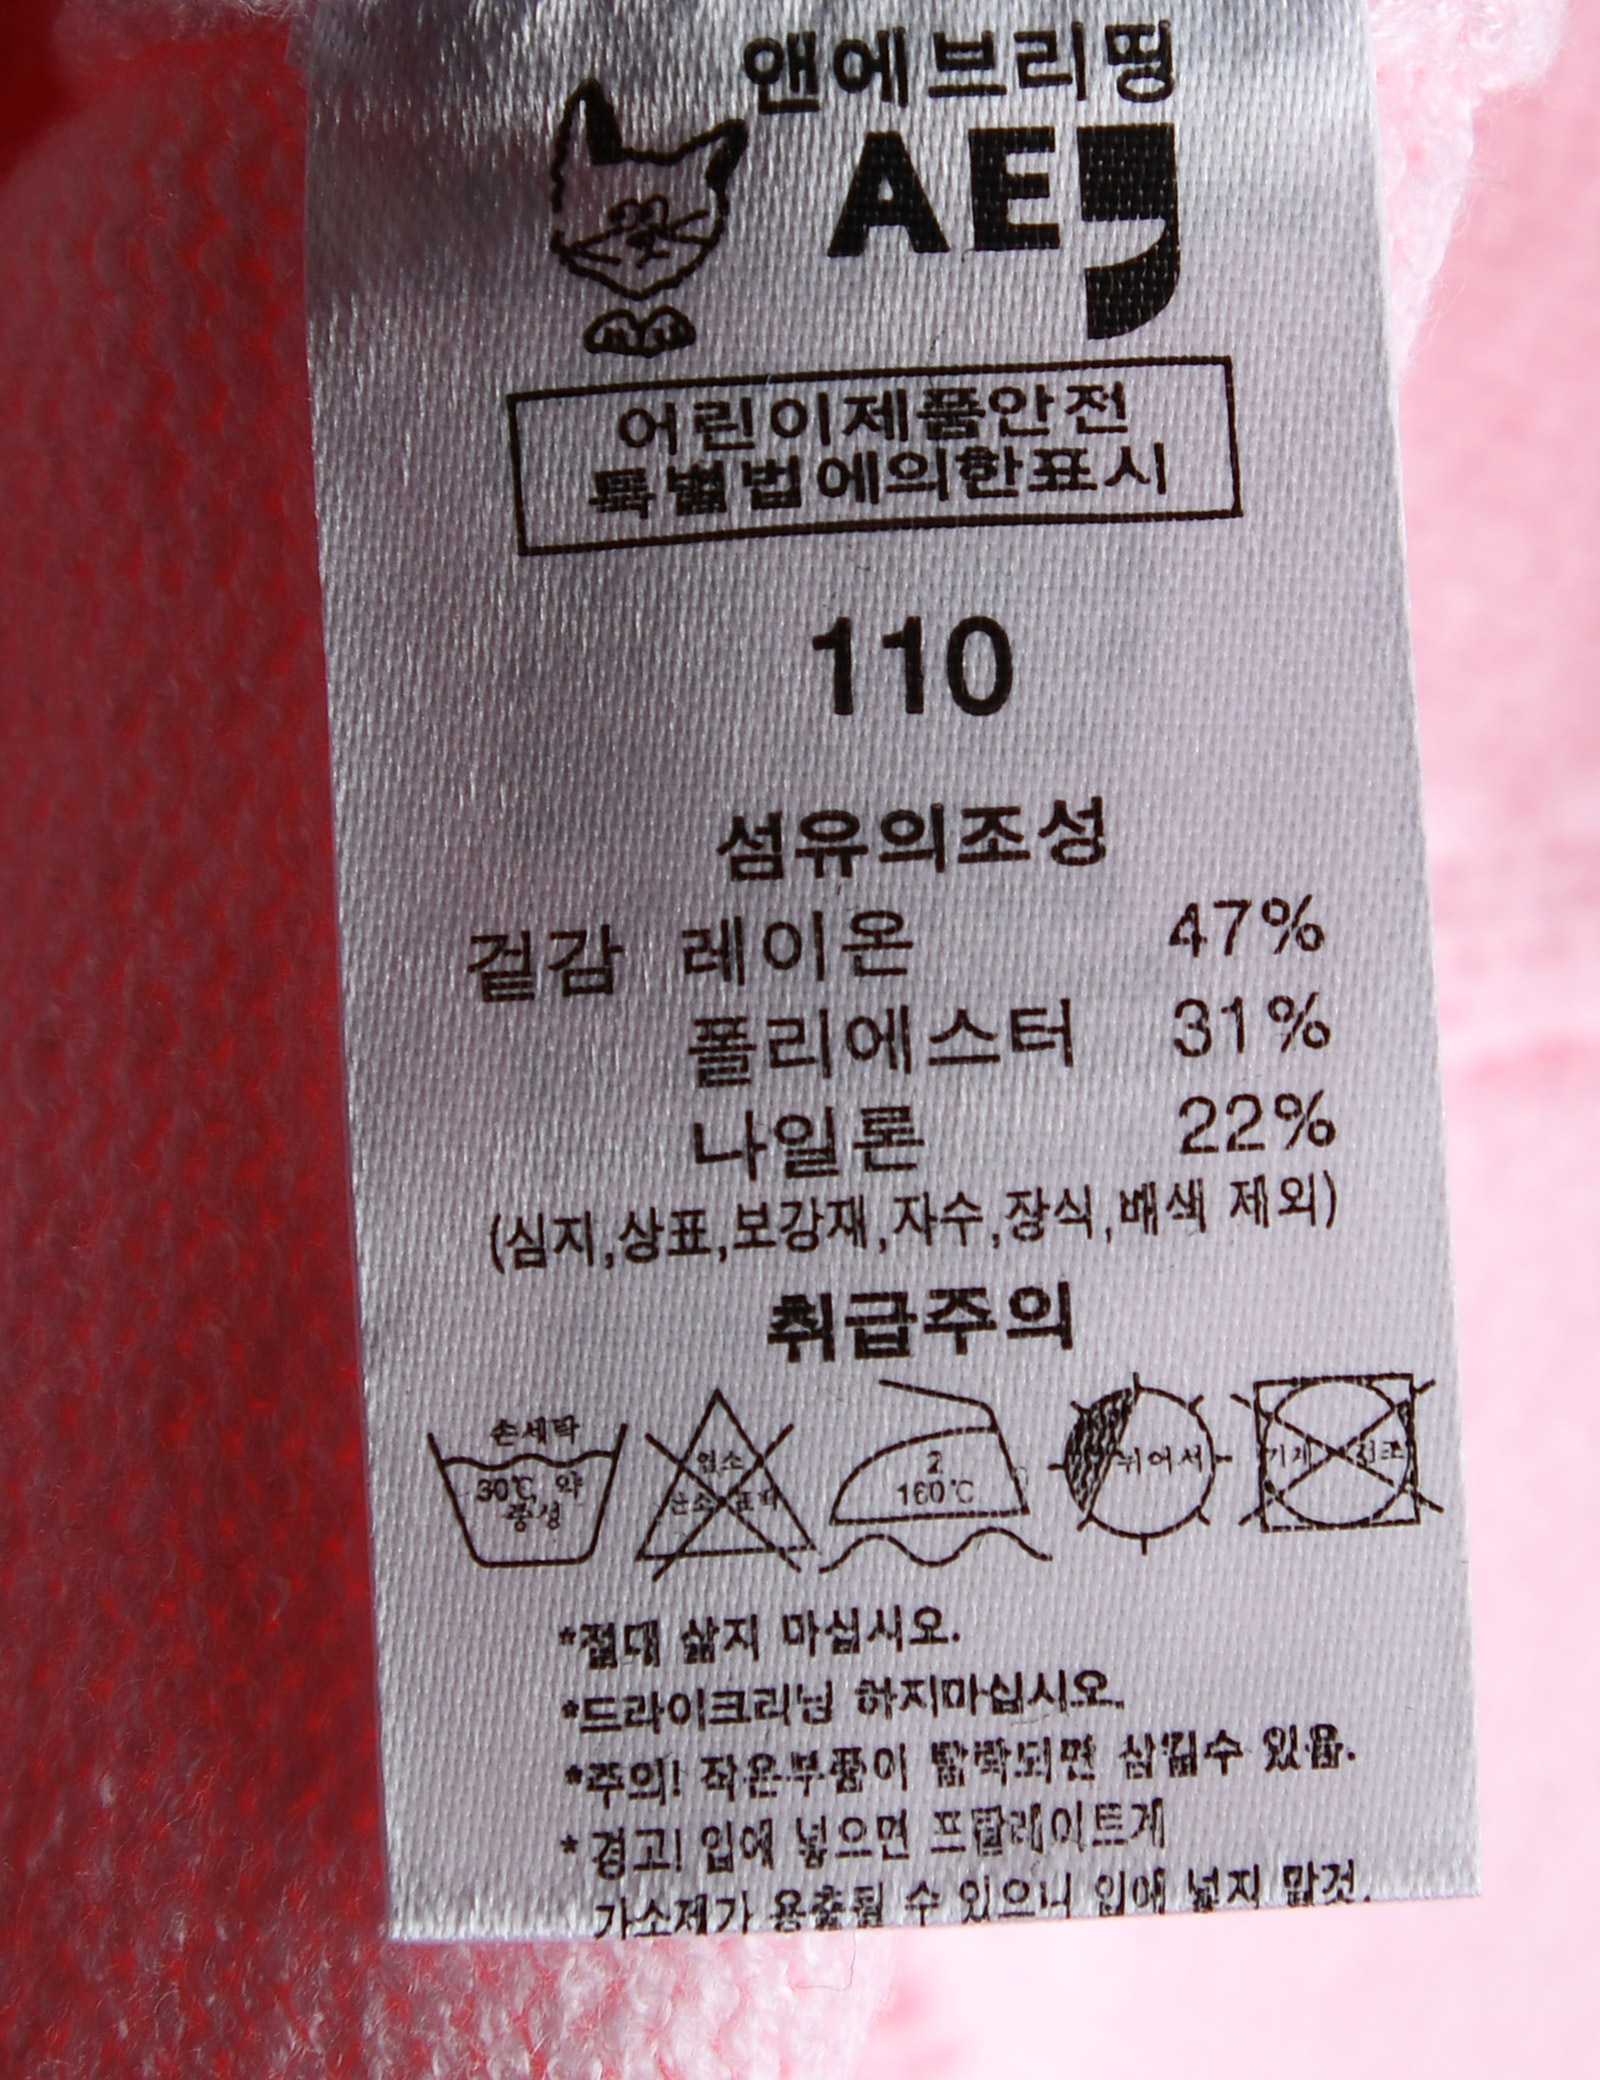 앤에브리띵
AE,
어린이제품안전
특별법에의한표시
110
섬유의조성
겉감 레이온 47%
폴리에스터 31%
나일론 22%
(심지,상표,보강재,자수,장식,배색 제외)
취급주의
손세탁
30℃, 약
중성
염소
산소 표백
2
160℃
뉘어서
기계 건조
*절대 삶지 마십시오.
*드라이크리닝 하지마십시오.
*주의! 작은부품이 탈락되면 삼킬수 있음.
*경고! 입에 넣으면 프탈레이트계
가소제가 용출될 수 있으니 입에 넣지 말것.